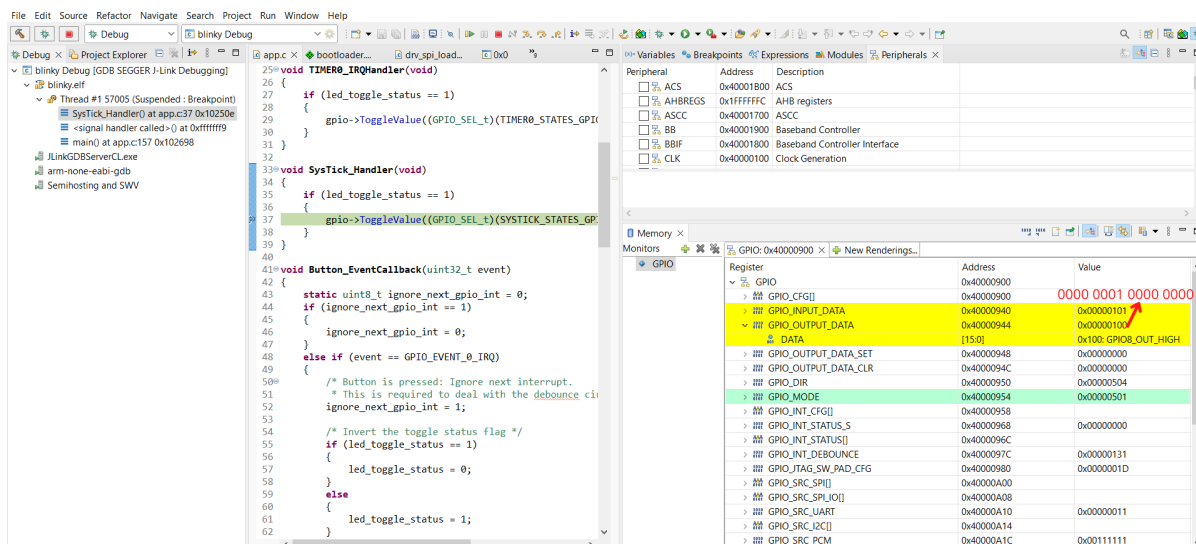 File Edit Source Refactor Navigate Search Project Run Window Help
Debug blinky Debug
Debug Project Explorer
blinky Debug [GDB SEGGER J-Link Debugging]
blinky.elf
Thread #1 57005 (Suspended : Breakpoint)
SysTick_Handler() at app.c:37 0x10250e
<signal handler called>() at 0xfffffff9
main() at app.c:157 0x102698
JLinkGDBServerCL.exe
arm-none-eabi-gdb
Semihosting and SWV
app.c bootloader.... drv_spi_load... 0x0 »9
25 void TIMER0_IRQHandler(void)
26 {
27 if (led_toggle_status == 1)
28 {
29 gpio->ToggleValue((GPIO_SEL_t)(TIMER0_STATES_GPIO
30 }
31 }
32
33 void SysTick_Handler(void)
34 {
35 if (led_toggle_status == 1)
36 {
37 gpio->ToggleValue((GPIO_SEL_t)(SYSTICK_STATES_GPI
38 }
39 }
40
41 void Button_EventCallback(uint32_t event)
42 {
43 static uint8_t ignore_next_gpio_int = 0;
44 if (ignore_next_gpio_int == 1)
45 {
46 ignore_next_gpio_int = 0;
47 }
48 else if (event == GPIO_EVENT_0_IRQ)
49 {
50 /* Button is pressed: Ignore next interrupt.
51 * This is required to deal with the debounce cir
52 ignore_next_gpio_int = 1;
53
54 /* Invert the toggle status flag */
55 if (led_toggle_status == 1)
56 {
57 led_toggle_status = 0;
58 }
59 else
60 {
61 led_toggle_status = 1;
62 }
Variables Breakpoints Expressions Modules Peripherals
Peripheral Address Description
ACS 0x40001B00 ACS
AHBREGS 0x1FFFFFFC AHB registers
ASCC 0x40001700 ASCC
BB 0x40001900 Baseband Controller
BBIF 0x40001800 Baseband Controller Interface
CLK 0x40000100 Clock Generation
Memory
Monitors
GPIO
GPIO: 0x40000900 New Renderings...
Register Address Value
GPIO 0x40000900
GPIO_CFG[] 0x40000900 0000 0001 0000 0000
GPIO_INPUT_DATA 0x40000940 0x00000101
GPIO_OUTPUT_DATA 0x40000944 0x00000100
DATA [15:0] 0x100: GPIO8_OUT_HIGH
GPIO_OUTPUT_DATA_SET 0x40000948 0x00000000
GPIO_OUTPUT_DATA_CLR 0x4000094C 0x00000000
GPIO_DIR 0x40000950 0x00000504
GPIO_MODE 0x40000954 0x00000501
GPIO_INT_CFG[] 0x40000958
GPIO_INT_STATUS_S 0x40000968 0x00000000
GPIO_INT_STATUS[] 0x4000096C
GPIO_INT_DEBOUNCE 0x4000097C 0x00000131
GPIO_JTAG_SW_PAD_CFG 0x40000980 0x0000001D
GPIO_SRC_SPI[] 0x40000A00
GPIO_SRC_SPI_IO[] 0x40000A08
GPIO_SRC_UART 0x40000A10 0x00000011
GPIO_SRC_I2C[] 0x40000A14
GPIO_SRC_PCM 0x40000A1C 0x00111111